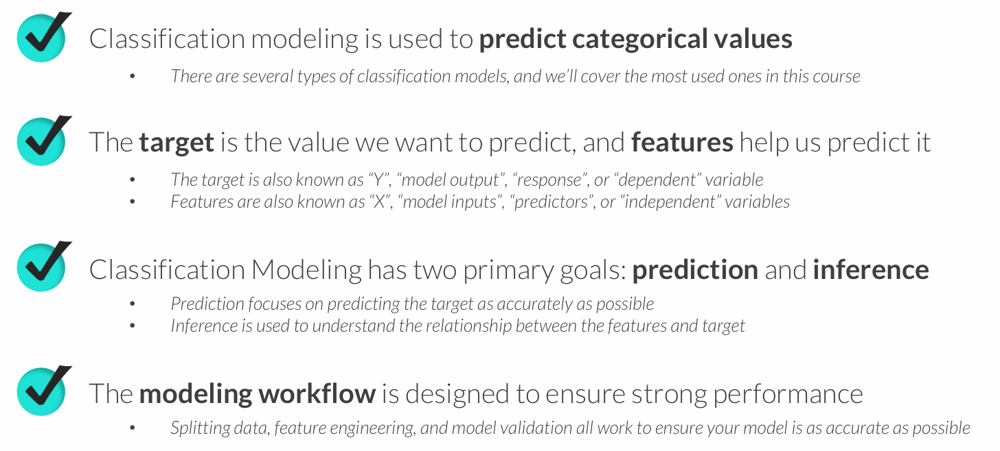 Classification modeling is used to predict categorical values
• There are several types of classification models, and we’ll cover the most used ones in this course
The target is the value we want to predict, and features help us predict it
• The target is also known as “Y”, “model output”, “response”, or “dependent” variable
• Features are also known as “X”, “model inputs”, “predictors”, or “independent” variables
Classification Modeling has two primary goals: prediction and inference
• Prediction focuses on predicting the target as accurately as possible
• Inference is used to understand the relationship between the features and target
The modeling workflow is designed to ensure strong performance
• Splitting data, feature engineering, and model validation all work to ensure your model is as accurate as possible